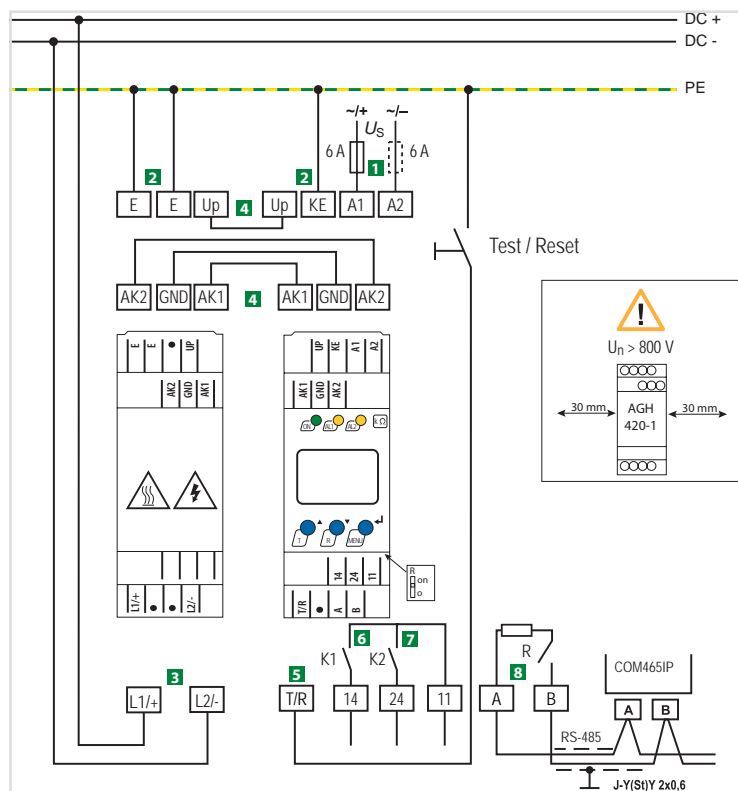 DC +
DC -
PE
~/+ ~/–
US
6 A 6 A
1
2 2
E E Up 4 Up KE A1 A2
Test / Reset
AK2 GND AK1 4 AK1 GND AK2
!
Un > 800 V
30 mm AGH 420-1 30 mm
E E • UP
AK2 GND AK1
UP KE A1 A2
AK1 GND AK2
ON AL1 AL2 kΩ
T R MENU
R
on
o
14 24 11
T/R • A B
L1/+ • • L2/-
6 7
K1 K2
R
3 5 8
COM465IP
L1/+ L2/- T/R 14 24 11 A B
A B
RS-485
J-Y(St)Y 2x0,6